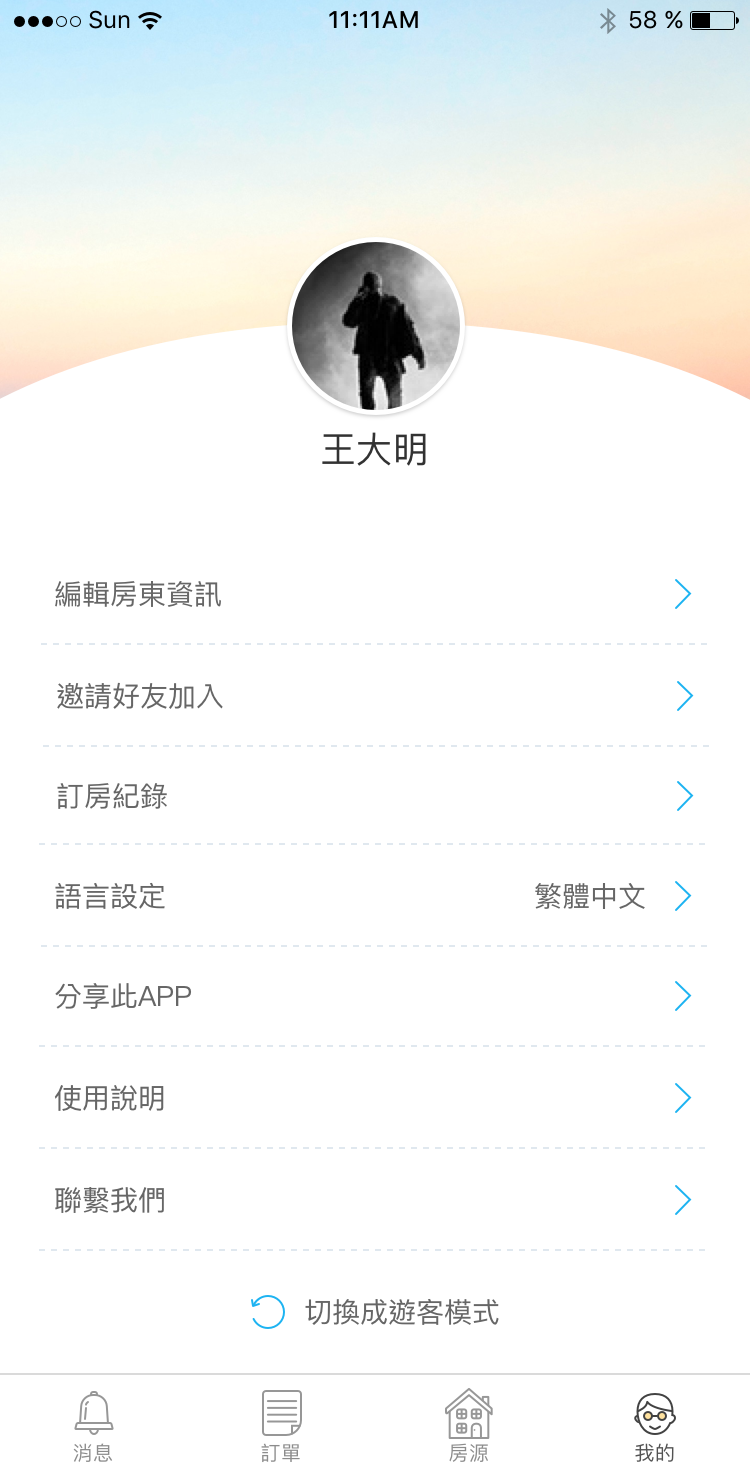 Sun 11:11AM 58 %
王大明
編輯房東資訊
邀請好友加入
訂房紀錄
語言設定 繁體中文
分享此APP
使用說明
聯繫我們
切換成遊客模式
消息 訂單 房源 我的